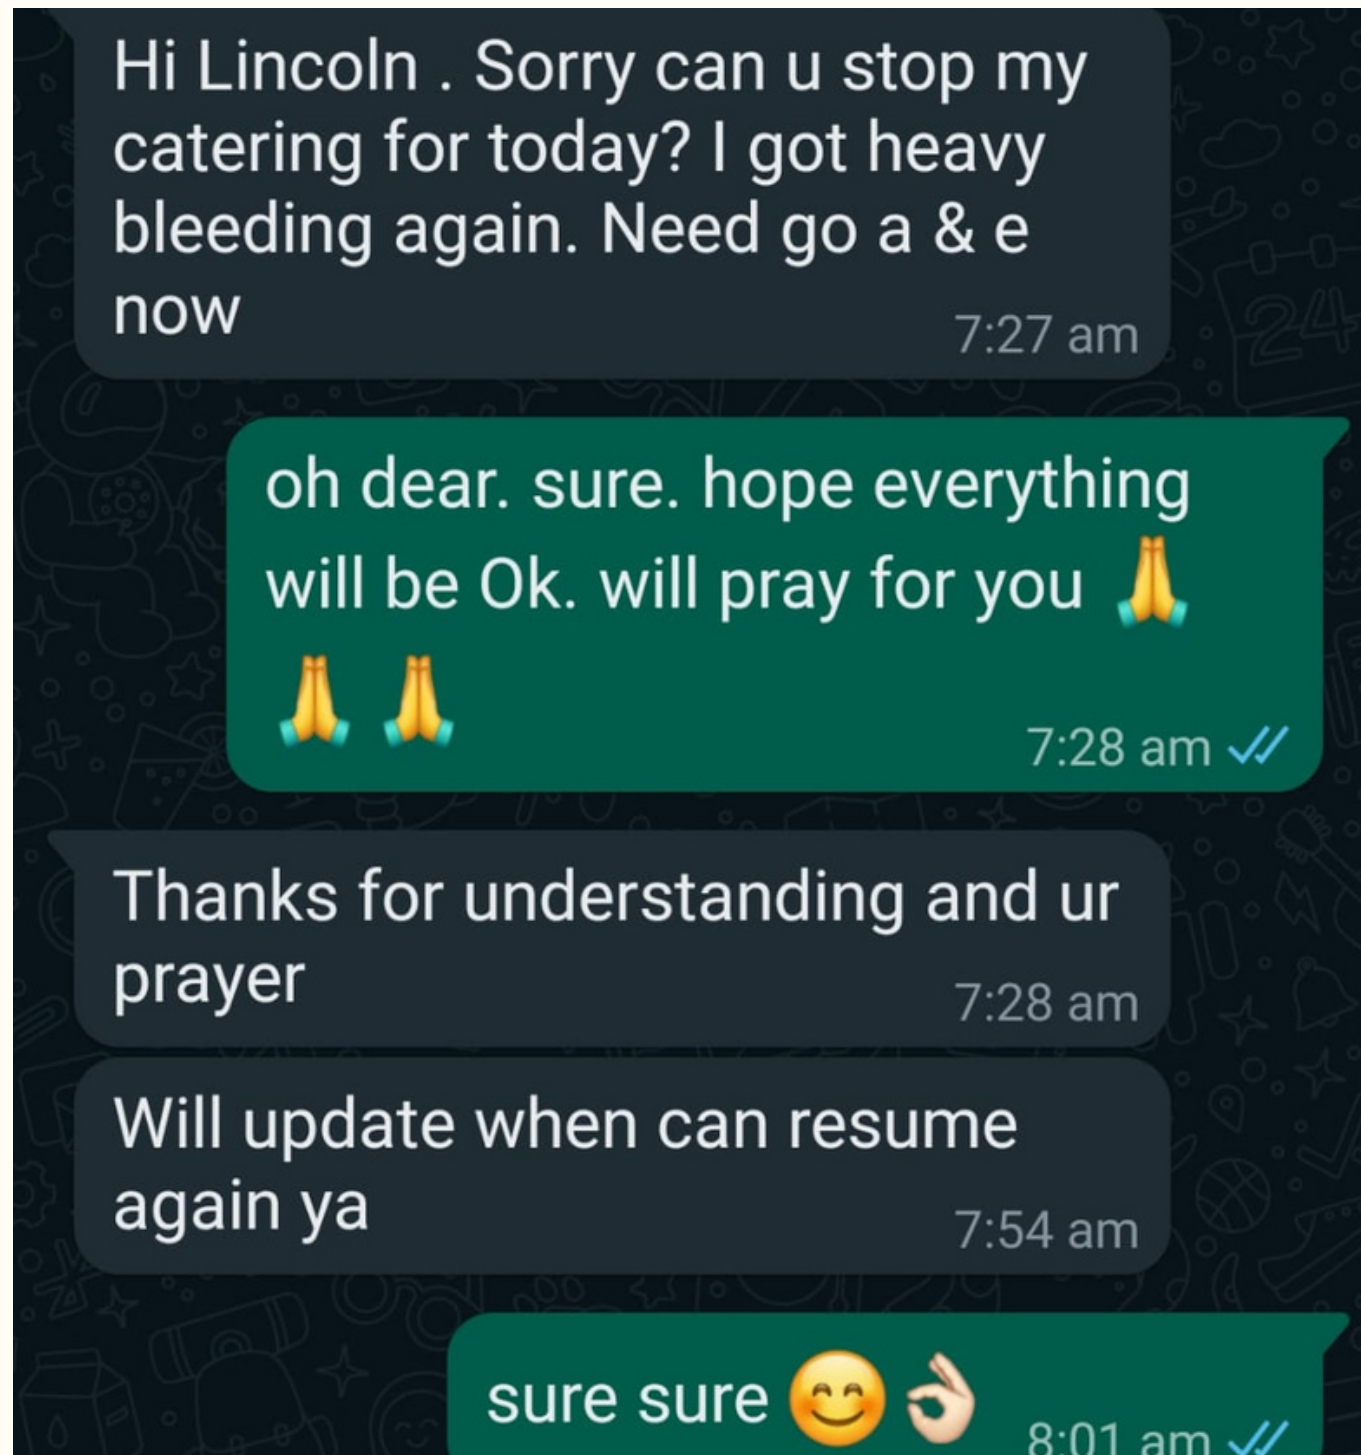 Hi Lincoln . Sorry can u stop my
catering for today? I got heavy
bleeding again. Need go a & e
now
7:27 am
oh dear. sure. hope everything
will be Ok. will pray for you 🙏
🙏 🙏
7:28 am
Thanks for understanding and ur
prayer
7:28 am
Will update when can resume
again ya
7:54 am
sure sure 😊👌🏻
8:01 am